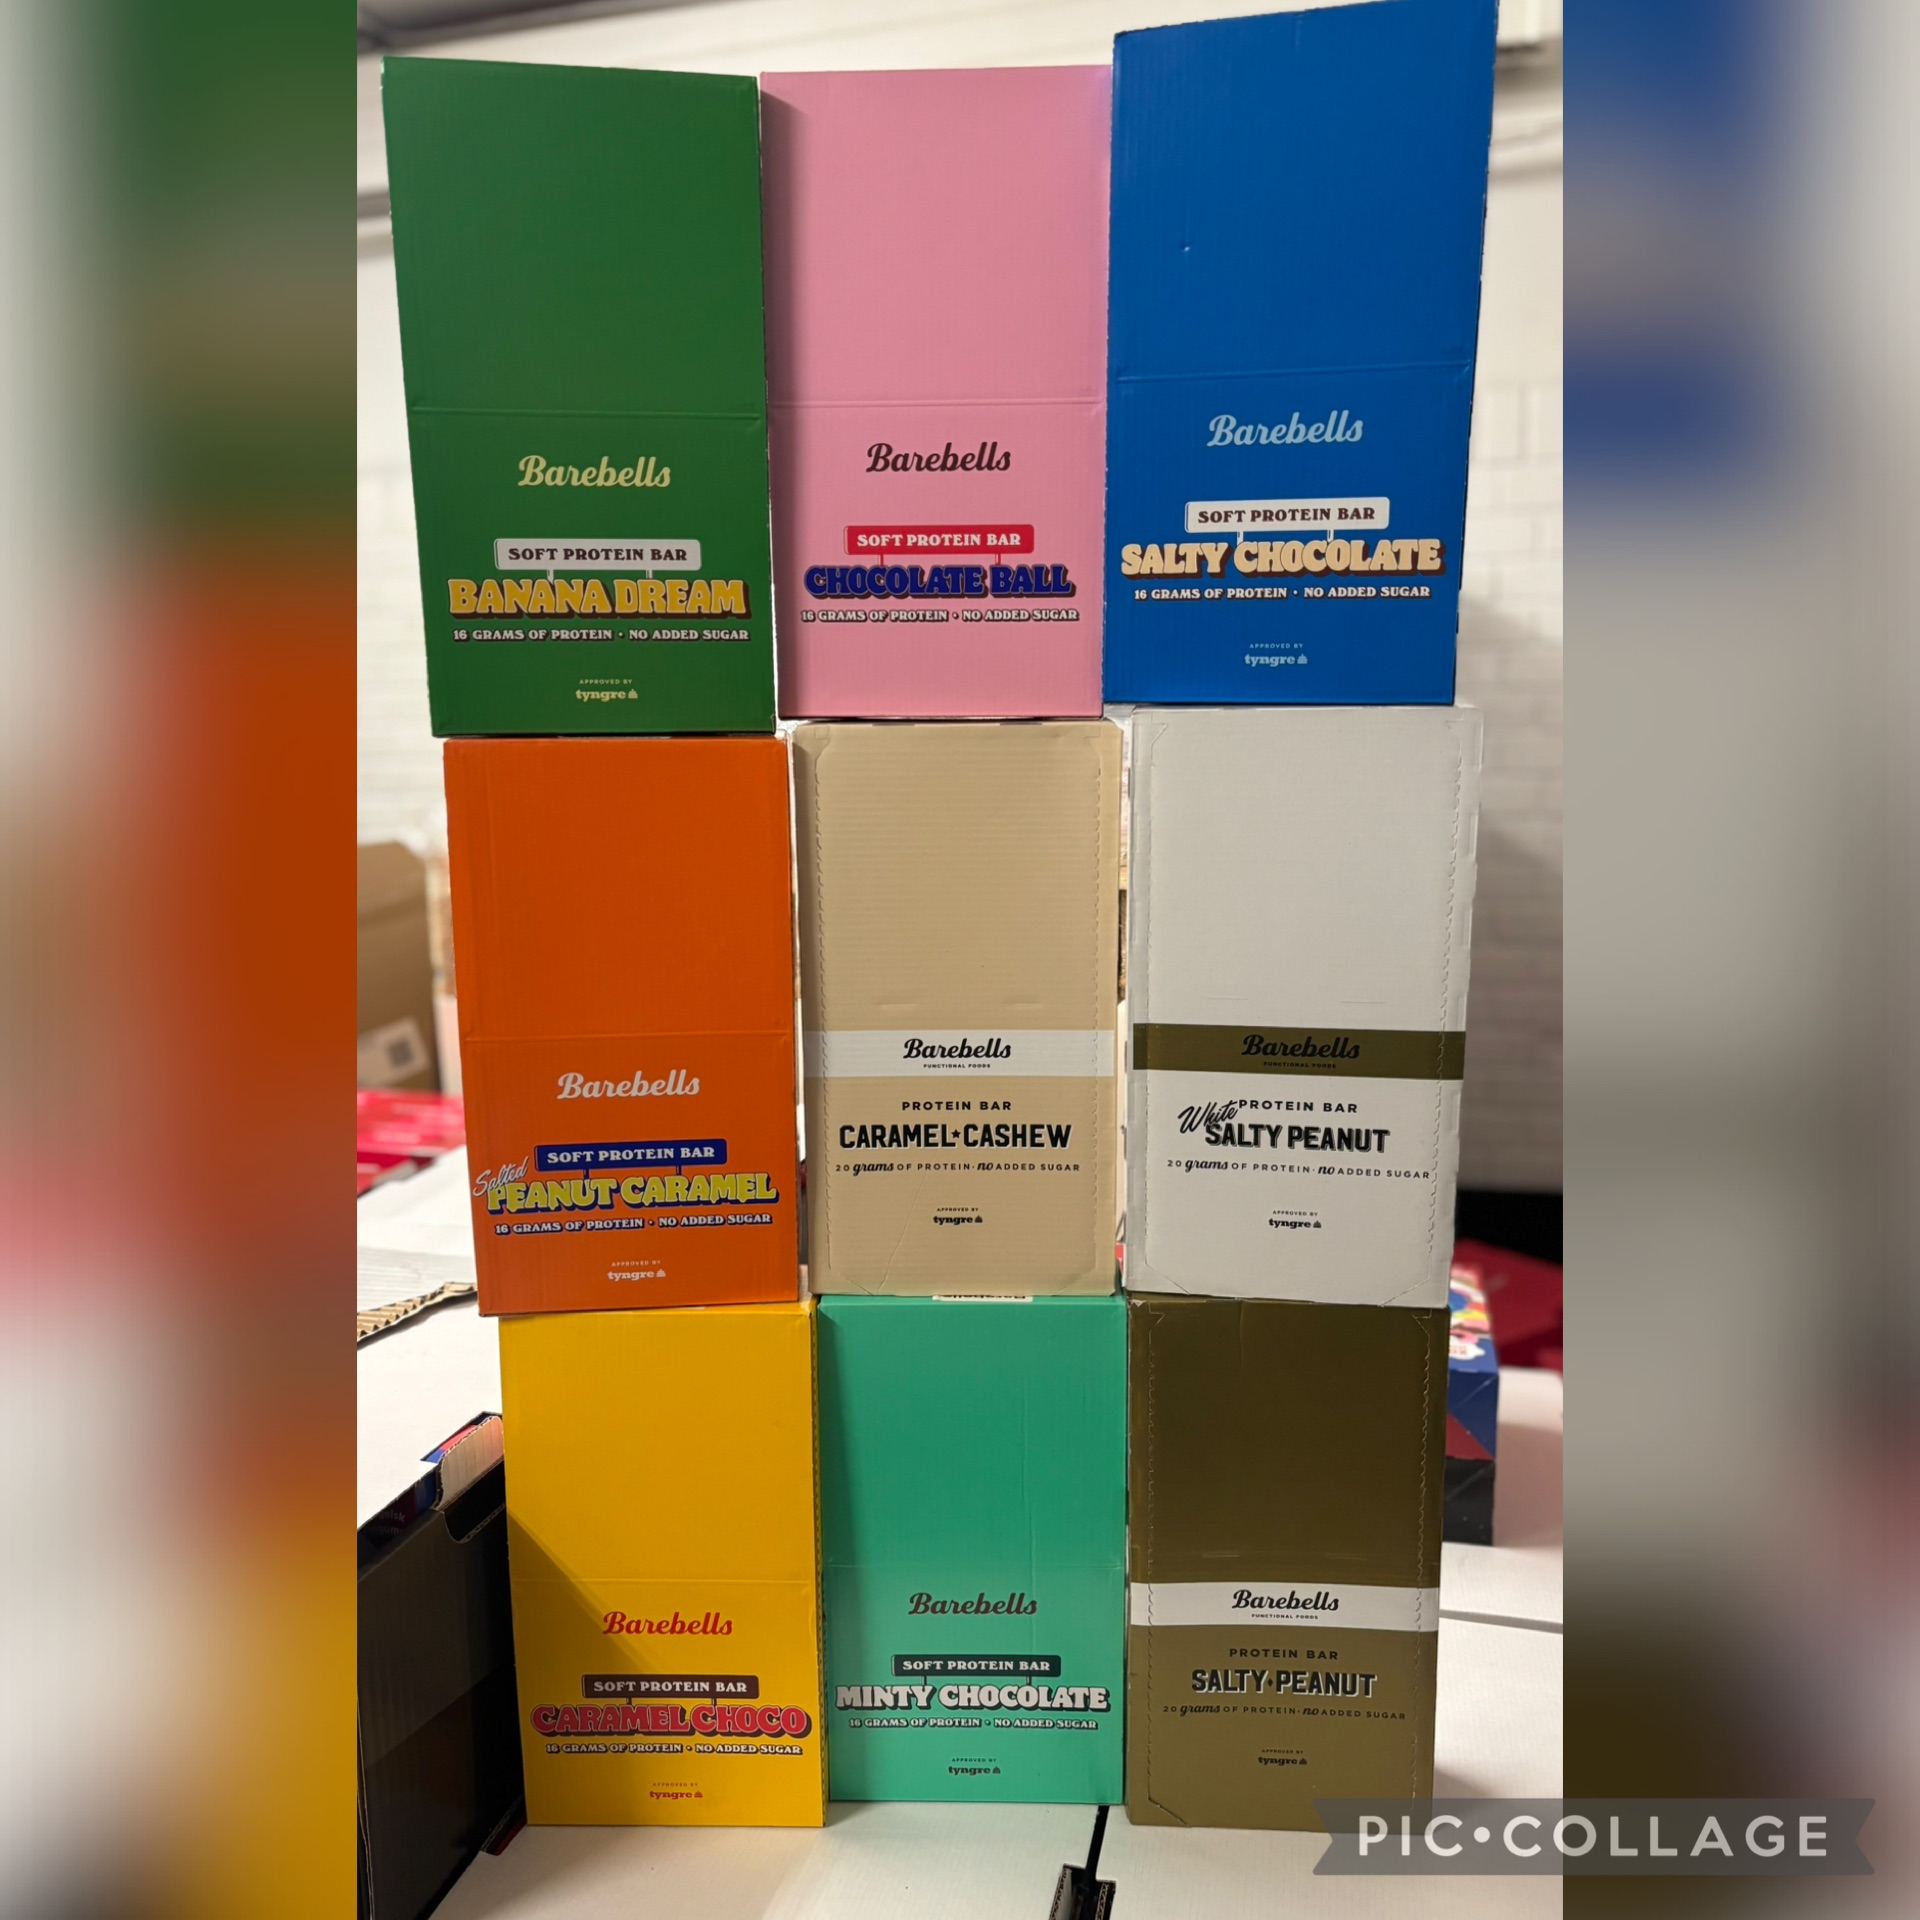 Barebells
SOFT PROTEIN BAR
BANANA DREAM
16 GRAMS OF PROTEIN • NO ADDED SUGAR
APPROVED BY
tyngre
Barebells
SOFT PROTEIN BAR
CHOCOLATE BALL
16 GRAMS OF PROTEIN • NO ADDED SUGAR
Barebells
SOFT PROTEIN BAR
SALTY CHOCOLATE
16 GRAMS OF PROTEIN • NO ADDED SUGAR
APPROVED BY
tyngre
Barebells
SOFT PROTEIN BAR
Salted
PEANUT CARAMEL
16 GRAMS OF PROTEIN • NO ADDED SUGAR
APPROVED BY
tyngre
Barebells
FUNCTIONAL FOODS
PROTEIN BAR
CARAMEL★CASHEW
20 grams OF PROTEIN • no ADDED SUGAR
APPROVED BY
tyngre
Barebells
FUNCTIONAL FOODS
PROTEIN BAR
White
SALTY PEANUT
20 grams OF PROTEIN • no ADDED SUGAR
APPROVED BY
tyngre
Barebells
SOFT PROTEIN BAR
CARAMEL CHOCO
16 GRAMS OF PROTEIN • NO ADDED SUGAR
APPROVED BY
tyngre
Barebells
SOFT PROTEIN BAR
MINTY CHOCOLATE
16 GRAMS OF PROTEIN • NO ADDED SUGAR
APPROVED BY
tyngre
Barebells
FUNCTIONAL FOODS
PROTEIN BAR
SALTY•PEANUT
20 grams OF PROTEIN • no ADDED SUGAR
APPROVED BY
tyngre
PIC•COLLAGE